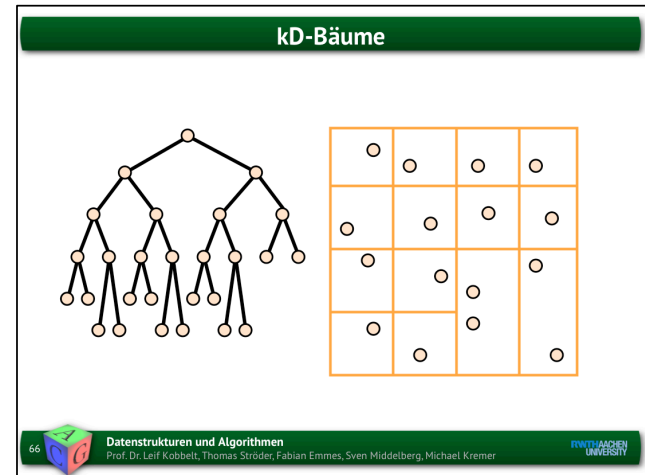 kD-Bäume
66
ACG
Datenstrukturen und Algorithmen
Prof. Dr. Leif Kobbelt, Thomas Ströder, Fabian Emmes, Sven Middelberg, Michael Kremer
RWTHAACHEN
UNIVERSITY